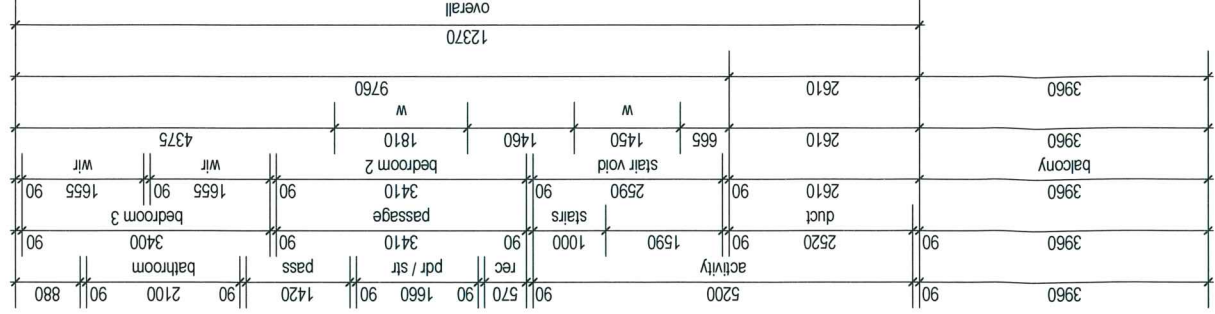 3960 90 5200 90 570 90 1660 90 1420 90 2100 90 880
activity rec pdr / str pass bathroom
3960 90 2520 90 1590 1000 90 3410 90 3400 90
duct stairs passage bedroom 3
3960 2610 90 2590 90 3410 90 1655 90 1655 90
balcony stair void bedroom 2 wir wir
3960 2610 665 1450 1460 1810 4375
w w
3960 2610 9760
12370
overall